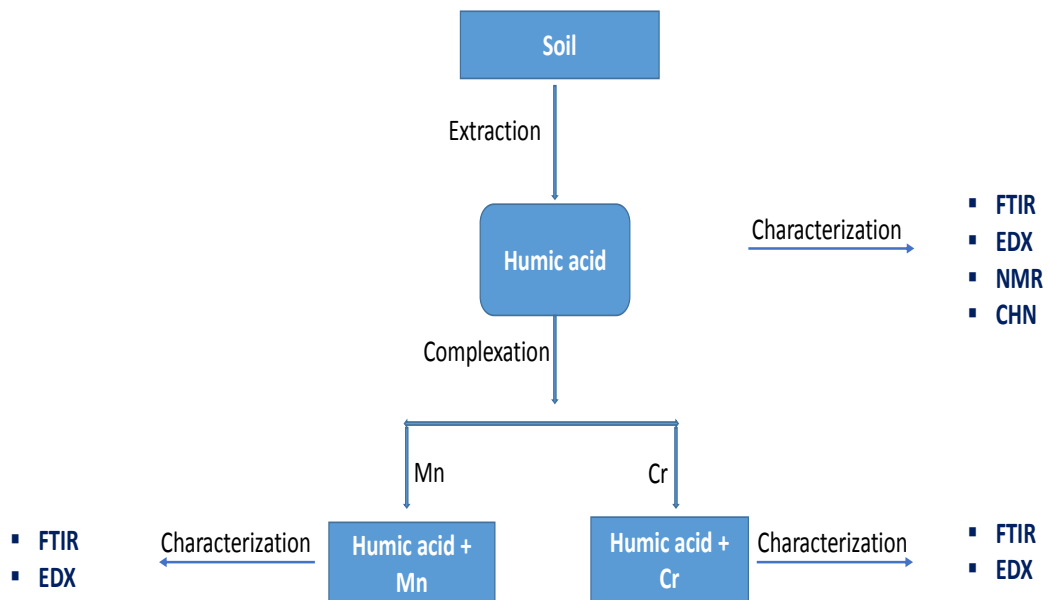 Soil
Extraction
Humic acid
Characterization
▪ FTIR
▪ EDX
▪ NMR
▪ CHN
Complexation
Mn
Cr
▪ FTIR
▪ EDX
Characterization
Humic acid +
Mn
Humic acid +
Cr
Characterization
▪ FTIR
▪ EDX